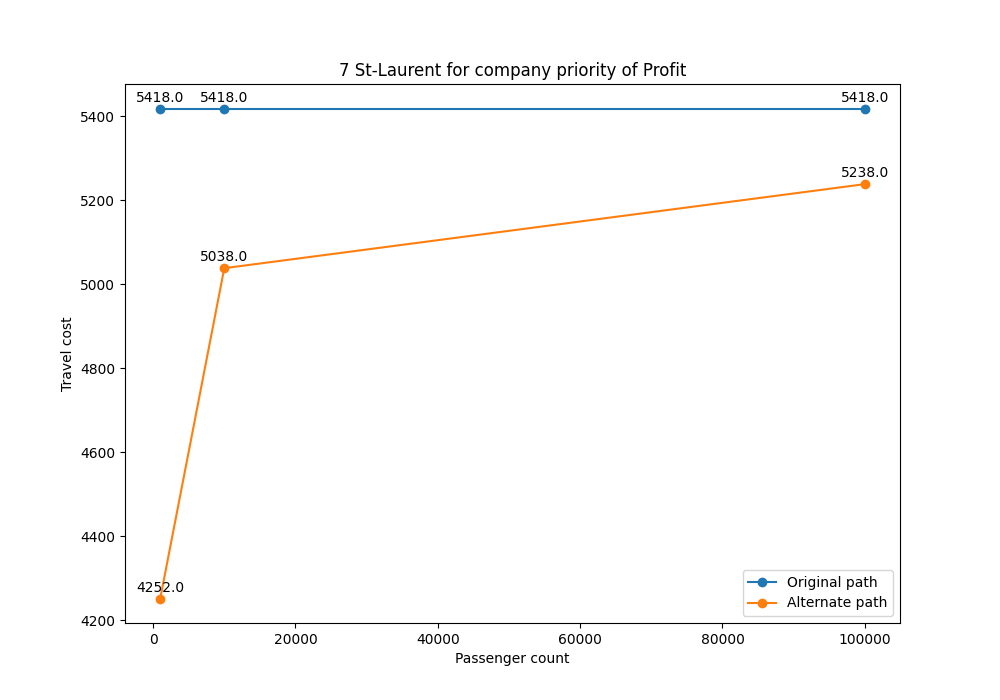 7 St-Laurent for company priority of Profit
5418.0 5418.0 5418.0
5400
5238.0
5200
5038.0
5000
4800
4600
4400
4252.0
4200
Travel cost
Original path
Alternate path
0 20000 40000 60000 80000 100000
Passenger count